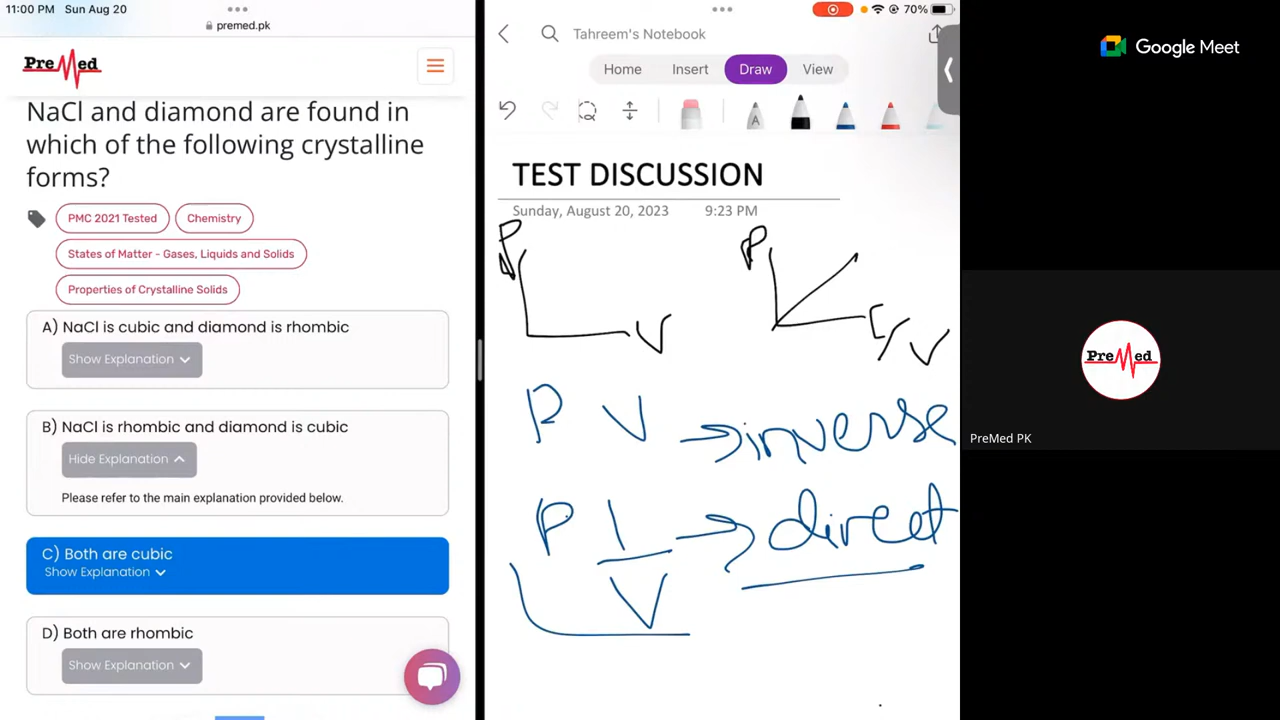 11:00 PM Sun Aug 20
premed.pk
PreMed
NaCl and diamond are found in
which of the following crystalline
forms?
PMC 2021 Tested
Chemistry
States of Matter - Gases, Liquids and Solids
Properties of Crystalline Solids
A) NaCl is cubic and diamond is rhombic
Show Explanation
B) NaCl is rhombic and diamond is cubic
Hide Explanation
Please refer to the main explanation provided below.
C) Both are cubic
Show Explanation
D) Both are rhombic
Show Explanation
70%
Tahreem's Notebook
Home Insert Draw View
A
TEST DISCUSSION
Sunday, August 20, 2023 9:23 PM
P
V
P
1/V
P V → inverse
P 1/V → direct
Google Meet
PreMed
PreMed PK